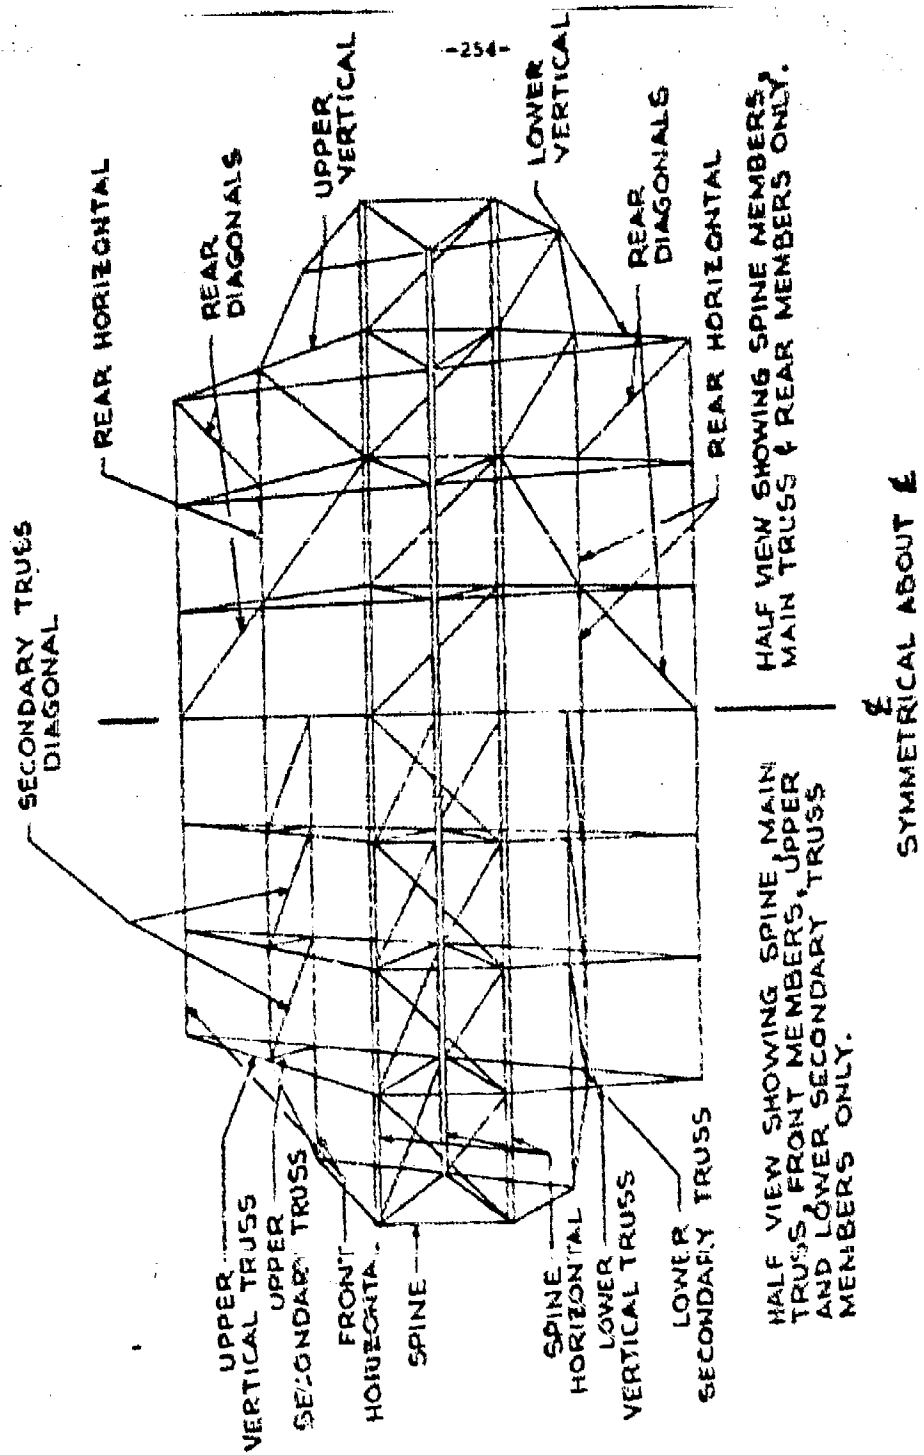 -254-
SECONDARY TRUSS
DIAGONAL
REAR HORIZONTAL
REAR
DIAGONALS
UPPER
VERTICAL
LOWER
VERTICAL
REAR
DIAGONALS
REAR HORIZONTAL
UPPER
VERTICAL TRUSS
UPPER
SECONDARY TRUSS
FRONT
HORIZONTAL
SPINE
SPINE
HORIZONTAL
LOWER
VERTICAL TRUSS
LOWER
SECONDARY TRUSS
HALF VIEW SHOWING SPINE, MAIN
TRUSS, FRONT MEMBERS, UPPER
AND LOWER SECONDARY TRUSS
MEMBERS ONLY.
HALF VIEW SHOWING SPINE MEMBERS,
MAIN TRUSS & REAR MEMBERS ONLY.
℄
SYMMETRICAL ABOUT ℄